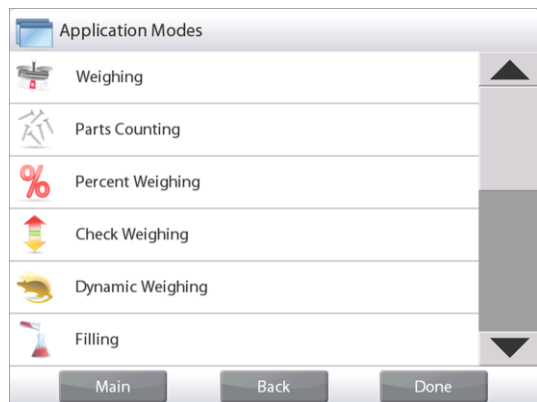 Application Modes
Weighing
Parts Counting
% Percent Weighing
Check Weighing
Dynamic Weighing
Filling
Main Back Done